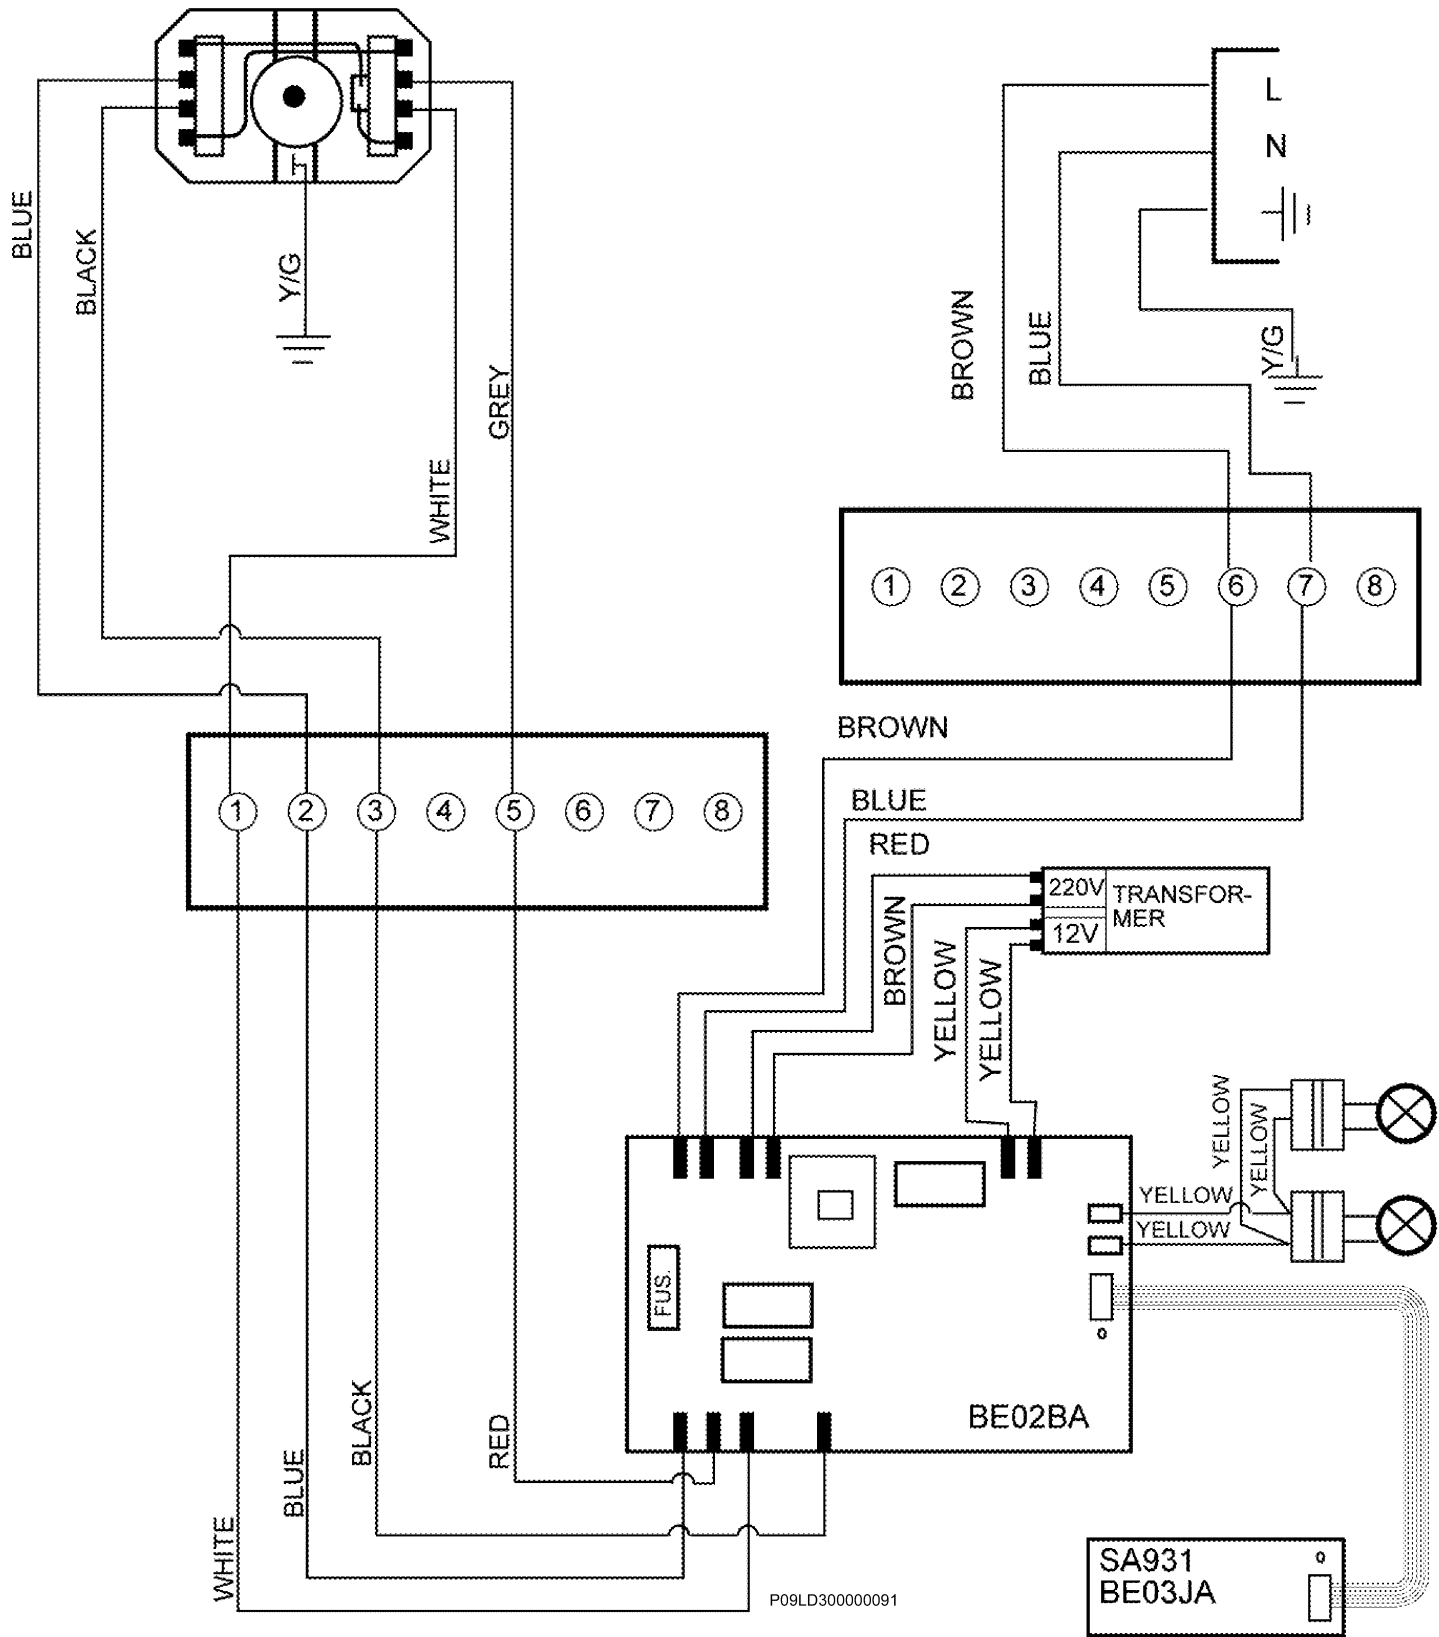 L
N
BLUE
BLACK
Y/G
BROWN
BLUE
Y/G
GREY
WHITE
1 2 3 4 5 6 7 8
BROWN
BLUE
RED
1 2 3 4 5 6 7 8
220V
12V
TRANSFOR-
MER
BROWN
YELLOW
YELLOW
YELLOW
YELLOW
YELLOW
YELLOW
FUS.
BE02BA
BLACK
RED
BLUE
WHITE
SA931
BE03JA
P09LD300000091